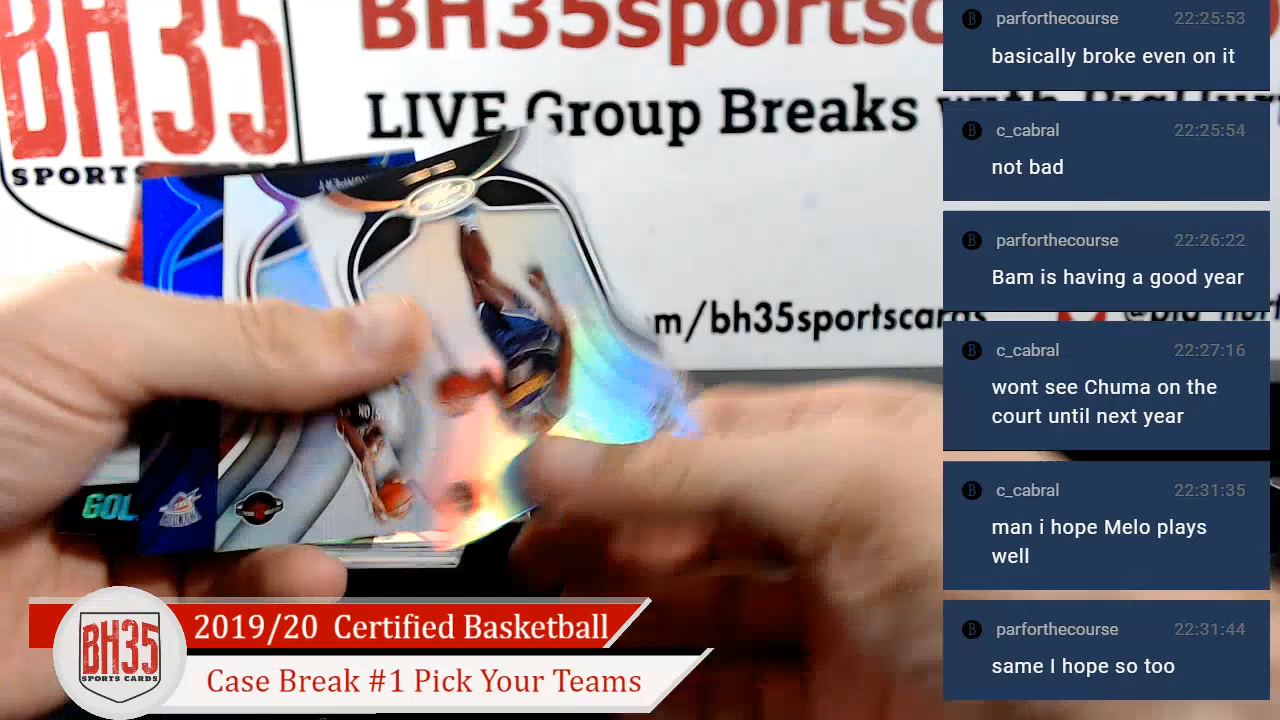 BH35
SPORTS
BH35sportsc
LIVE Group Breaks with
m/bh35sportscards
GOL
parforthecourse 22:25:53
basically broke even on it
c_cabral 22:25:54
not bad
parforthecourse 22:26:22
Bam is having a good year
c_cabral 22:27:16
wont see Chuma on the
court until next year
c_cabral 22:31:35
man i hope Melo plays
well
parforthecourse 22:31:44
same I hope so too
BH35
SPORTS CARDS
2019/20 Certified Basketball
Case Break #1 Pick Your Teams